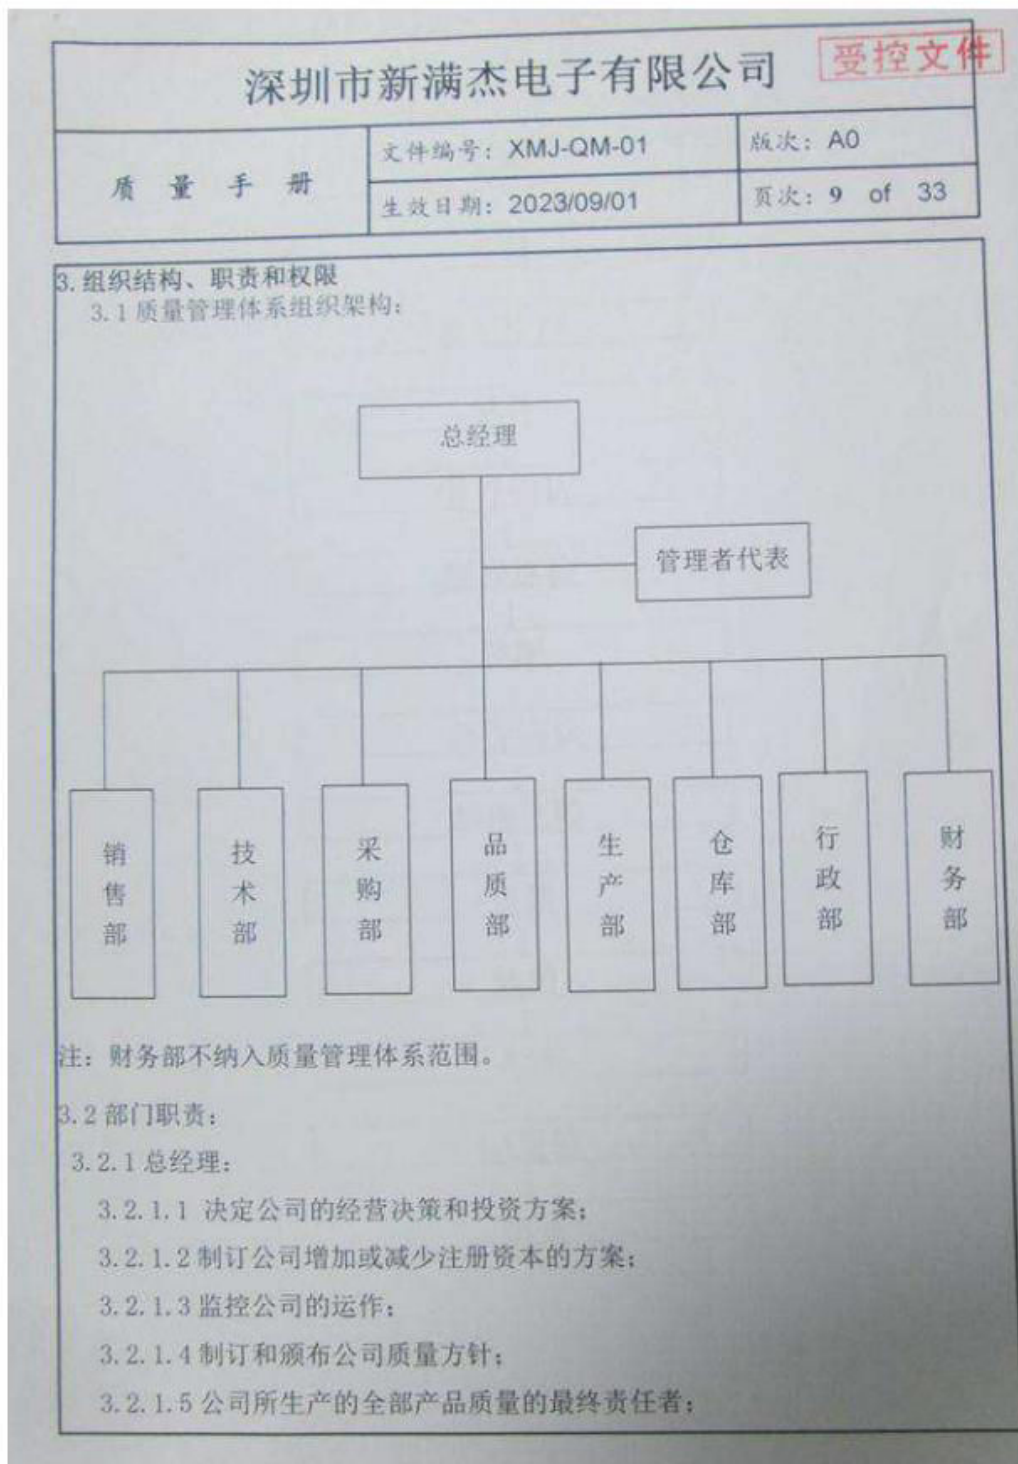 深圳市新满杰电子有限公司
受控文件
质量手册
文件编号：XMJ-QM-01
版次：A0
生效日期：2023/09/01
页次：9 of 33
3.组织结构、职责和权限
3.1质量管理体系组织架构：
总经理
管理者代表
销售部
技术部
采购部
品质部
生产部
仓库部
行政部
财务部
注：财务部不纳入质量管理体系范围。
3.2部门职责：
3.2.1总经理：
3.2.1.1 决定公司的经营决策和投资方案；
3.2.1.2制订公司增加或减少注册资本的方案；
3.2.1.3监控公司的运作；
3.2.1.4制订和颁布公司质量方针；
3.2.1.5公司所生产的全部产品质量的最终责任者；